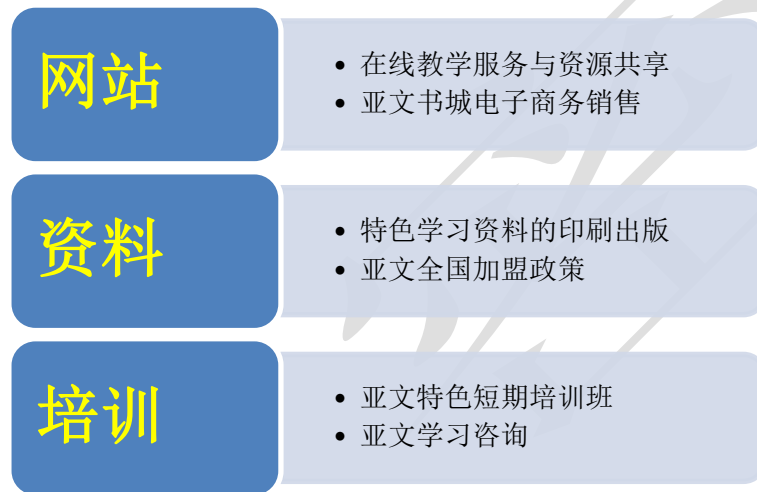 网站
• 在线教学服务与资源共享
• 亚文书城电子商务销售
资料
• 特色学习资料的印刷出版
• 亚文全国加盟政策
培训
• 亚文特色短期培训班
• 亚文学习咨询